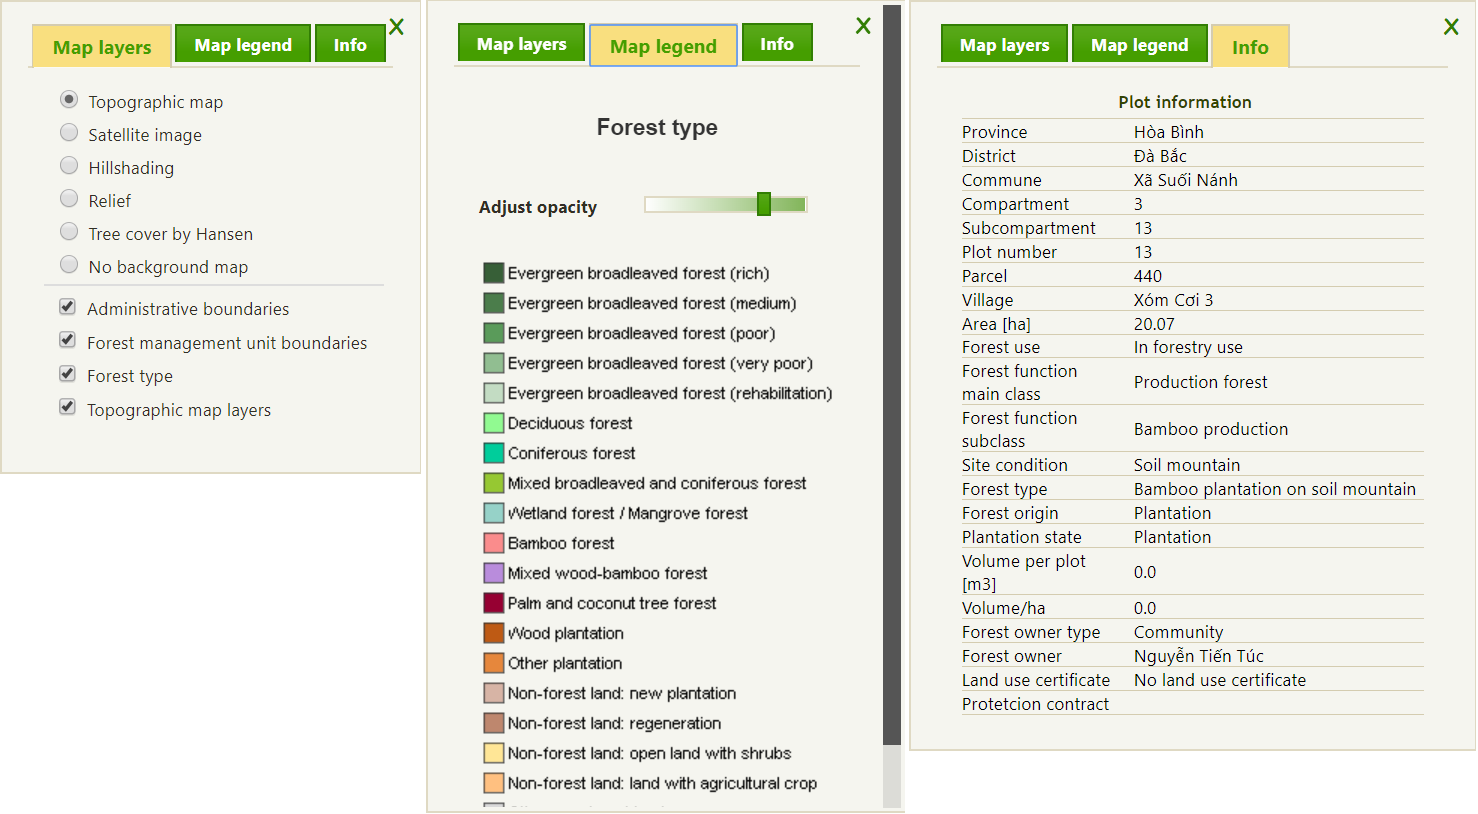 Map layers
Map legend
Info
X
Topographic map
Satellite image
Hillshading
Relief
Tree cover by Hansen
No background map
Administrative boundaries
Forest management unit boundaries
Forest type
Topographic map layers
Map layers
Map legend
Info
X
Forest type
Adjust opacity
Evergreen broadleaved forest (rich)
Evergreen broadleaved forest (medium)
Evergreen broadleaved forest (poor)
Evergreen broadleaved forest (very poor)
Evergreen broadleaved forest (rehabilitation)
Deciduous forest
Coniferous forest
Mixed broadleaved and coniferous forest
Wetland forest / Mangrove forest
Bamboo forest
Mixed wood-bamboo forest
Palm and coconut tree forest
Wood plantation
Other plantation
Non-forest land: new plantation
Non-forest land: regeneration
Non-forest land: open land with shrubs
Non-forest land: land with agricultural crop
Map layers
Map legend
Info
X
Plot information
Province Hòa Bình
District Đà Bắc
Commune Xã Suối Nánh
Compartment 3
Subcompartment 13
Plot number 13
Parcel 440
Village Xóm Cơi 3
Area [ha] 20.07
Forest use In forestry use
Forest function
main class Production forest
Forest function
subclass Bamboo production
Site condition Soil mountain
Forest type Bamboo plantation on soil mountain
Forest origin Plantation
Plantation state Plantation
Volume per plot
[m3] 0.0
Volume/ha 0.0
Forest owner type Community
Forest owner Nguyễn Tiến Túc
Land use certificate No land use certificate
Protetcion contract